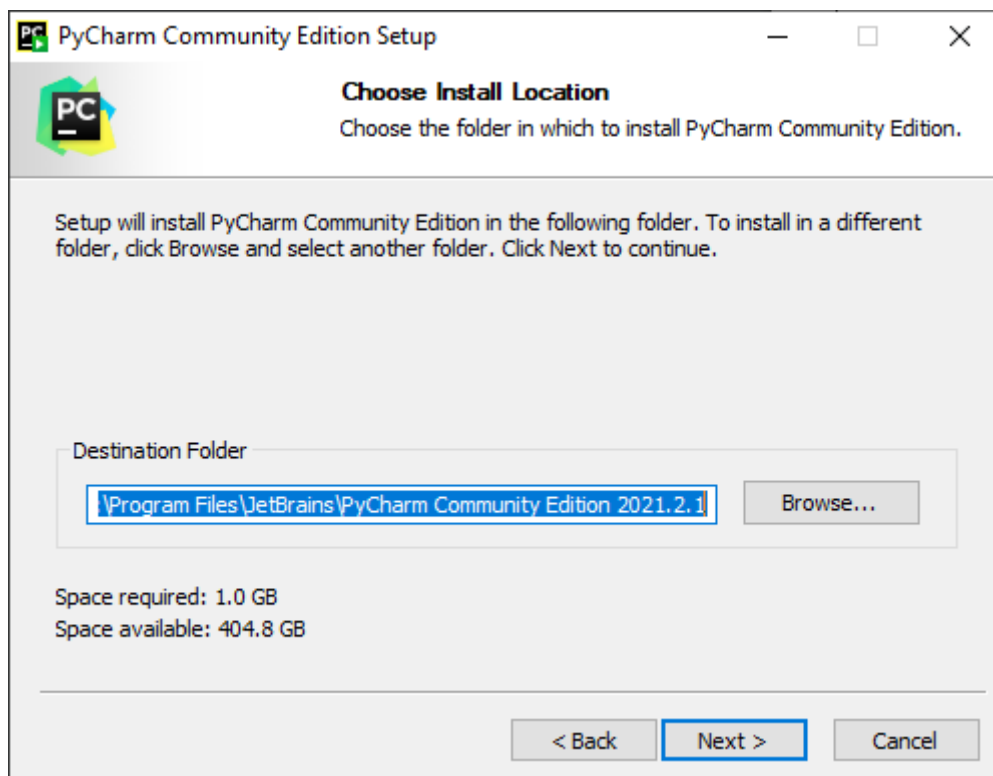 PC PyCharm Community Edition Setup
PC
Choose Install Location
Choose the folder in which to install PyCharm Community Edition.
Setup will install PyCharm Community Edition in the following folder. To install in a different
folder, click Browse and select another folder. Click Next to continue.
Destination Folder
:\Program Files\JetBrains\PyCharm Community Edition 2021.2.1
Browse...
Space required: 1.0 GB
Space available: 404.8 GB
< Back
Next >
Cancel